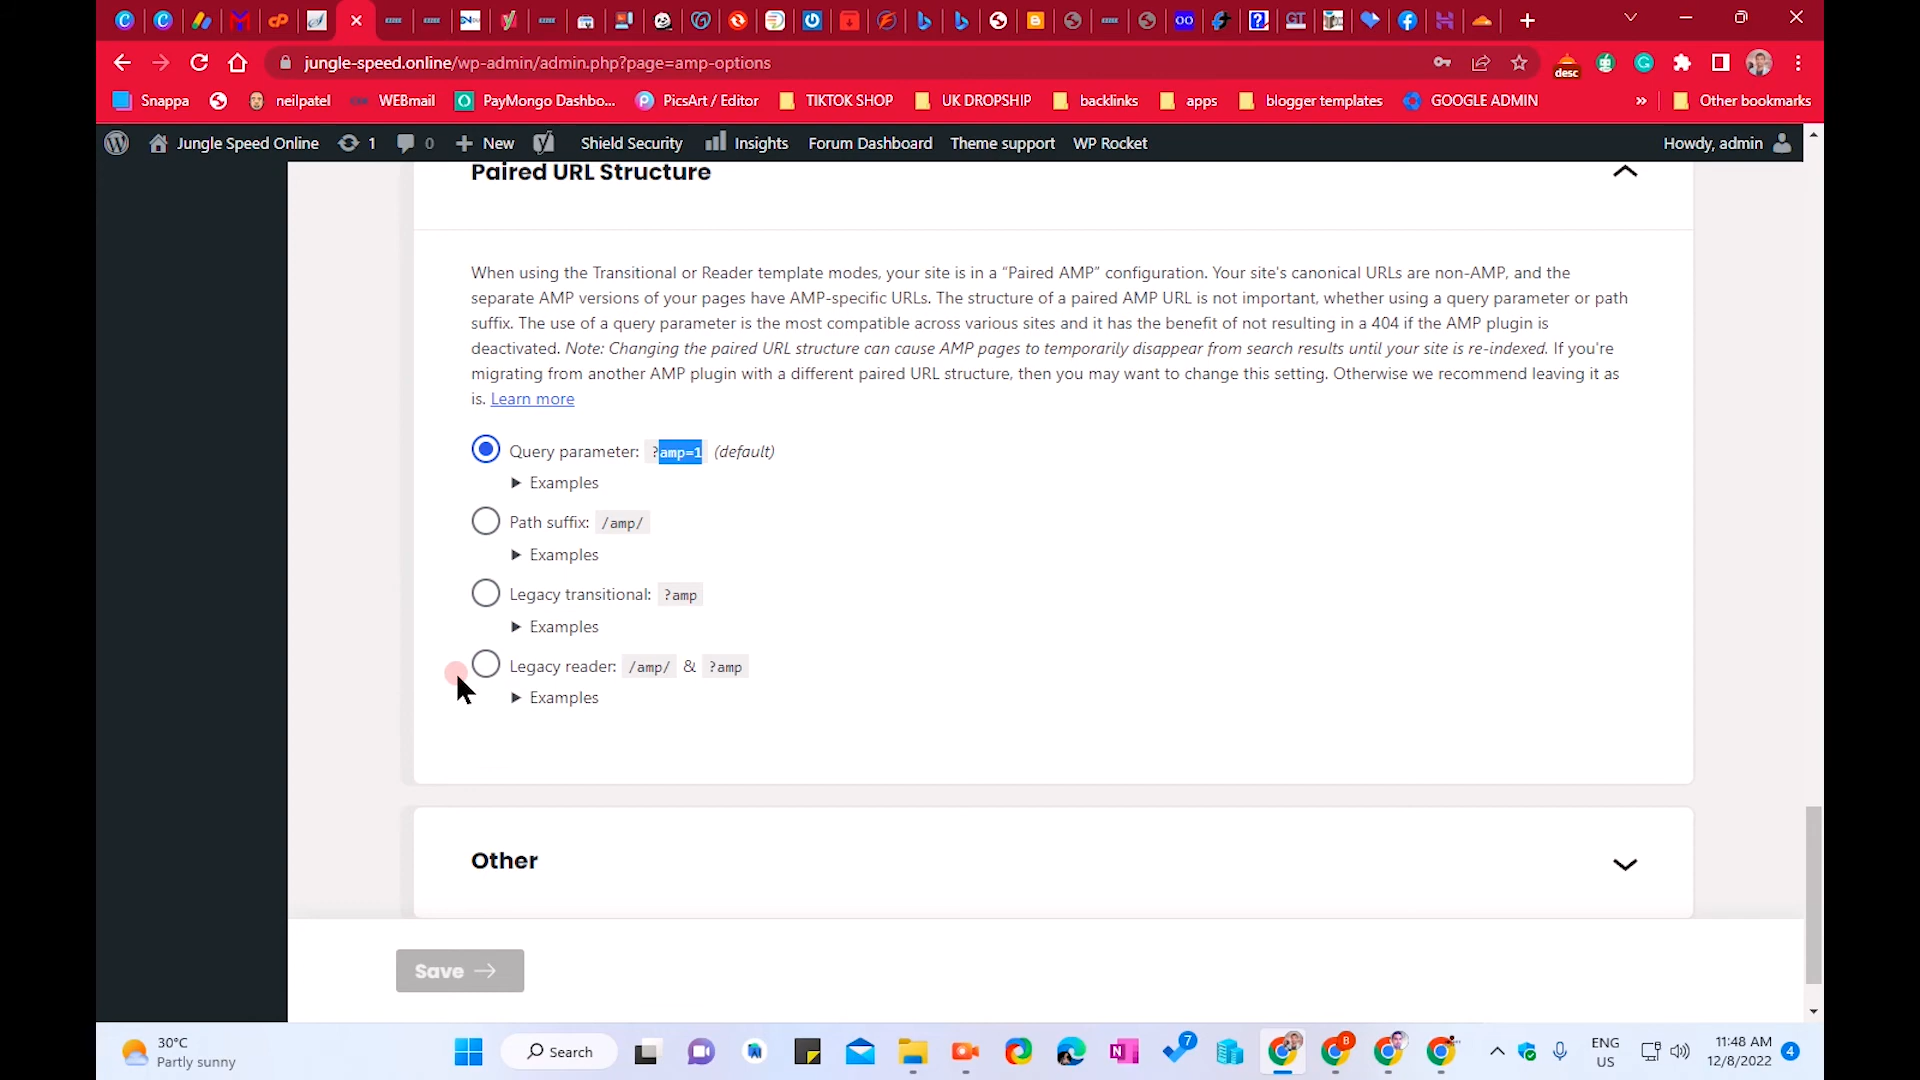 jungle-speed.online/wp-admin/admin.php?page=amp-options
desc
Snappa
neilpatel
WEBmail
PayMongo Dashbo...
PicsArt / Editor
TIKTOK SHOP
UK DROPSHIP
backlinks
apps
blogger templates
GOOGLE ADMIN
»
Other bookmarks
Jungle Speed Online
1
0
New
Shield Security
Insights
Forum Dashboard
Theme support
WP Rocket
Howdy, admin
Paired URL Structure
When using the Transitional or Reader template modes, your site is in a “Paired AMP” configuration. Your site's canonical URLs are non-AMP, and the
separate AMP versions of your pages have AMP-specific URLs. The structure of a paired AMP URL is not important, whether using a query parameter or path
suffix. The use of a query parameter is the most compatible across various sites and it has the benefit of not resulting in a 404 if the AMP plugin is
deactivated. Note: Changing the paired URL structure can cause AMP pages to temporarily disappear from search results until your site is re-indexed. If you're
migrating from another AMP plugin with a different paired URL structure, then you may want to change this setting. Otherwise we recommend leaving it as
is. Learn more
Query parameter: ?amp=1 (default)
Examples
Path suffix: /amp/
Examples
Legacy transitional: ?amp
Examples
Legacy reader: /amp/ & ?amp
Examples
Other
Save
30°C
Partly sunny
Search
7
8
ENG
US
11:48 AM
12/8/2022
4